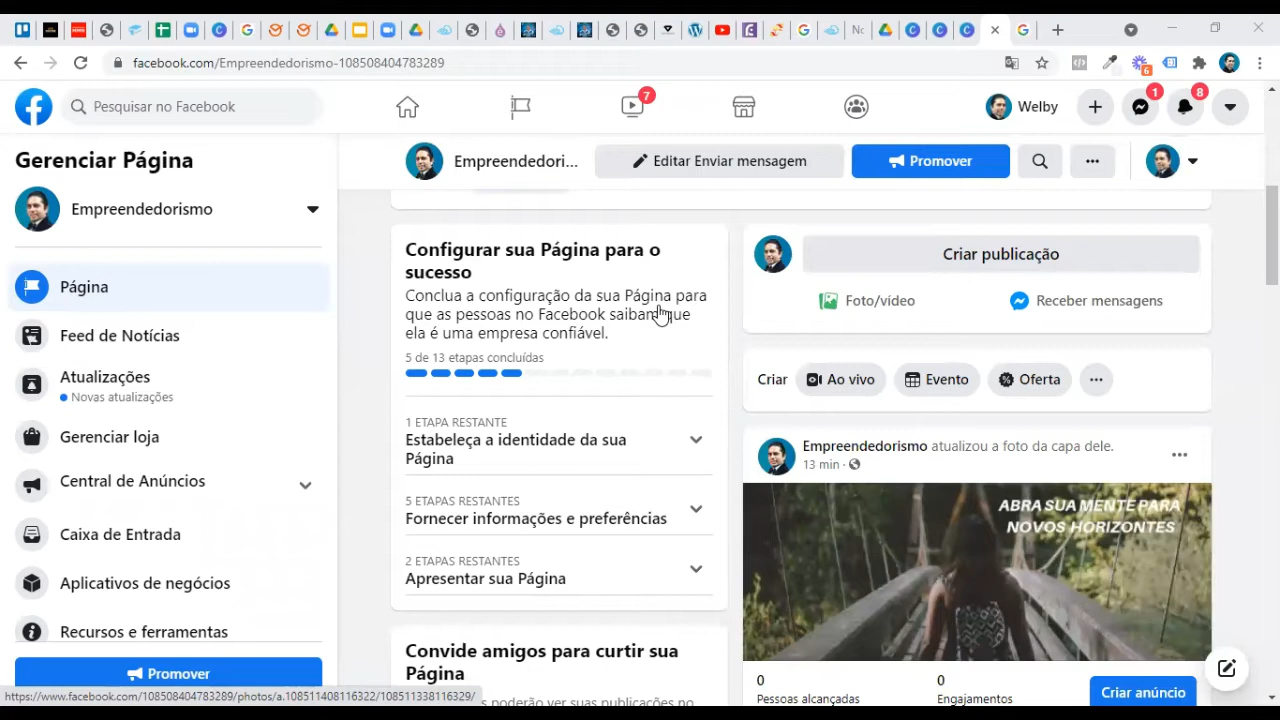 facebook.com/Empreendedorismo-108508404783289
6
Pesquisar no Facebook
7
Welby
1
8
Gerenciar Página
Empreendedorismo
Página
Feed de Notícias
Atualizações
Novas atualizações
Gerenciar loja
Central de Anúncios
Caixa de Entrada
Aplicativos de negócios
Recursos e ferramentas
Promover
https://www.facebook.com/108508404783289/photos/a.108511408116322/108511338116329/
Empreendedori...
Editar Enviar mensagem
Promover
Configurar sua Página para o
sucesso
Conclua a configuração da sua Página para
que as pessoas no Facebook saibam que
ela é uma empresa confiável.
5 de 13 etapas concluídas
1 ETAPA RESTANTE
Estabeleça a identidade da sua
Página
5 ETAPAS RESTANTES
Fornecer informações e preferências
2 ETAPAS RESTANTES
Apresentar sua Página
Convide amigos para curtir sua
Página
s poderão ver suas publicações no
Criar publicação
Foto/vídeo
Receber mensagens
Criar
Ao vivo
Evento
Oferta
Empreendedorismo atualizou a foto da capa dele.
13 min ·
ABRA SUA MENTE PARA
NOVOS HORIZONTES
0
Pessoas alcançadas
0
Engajamentos
Criar anúncio